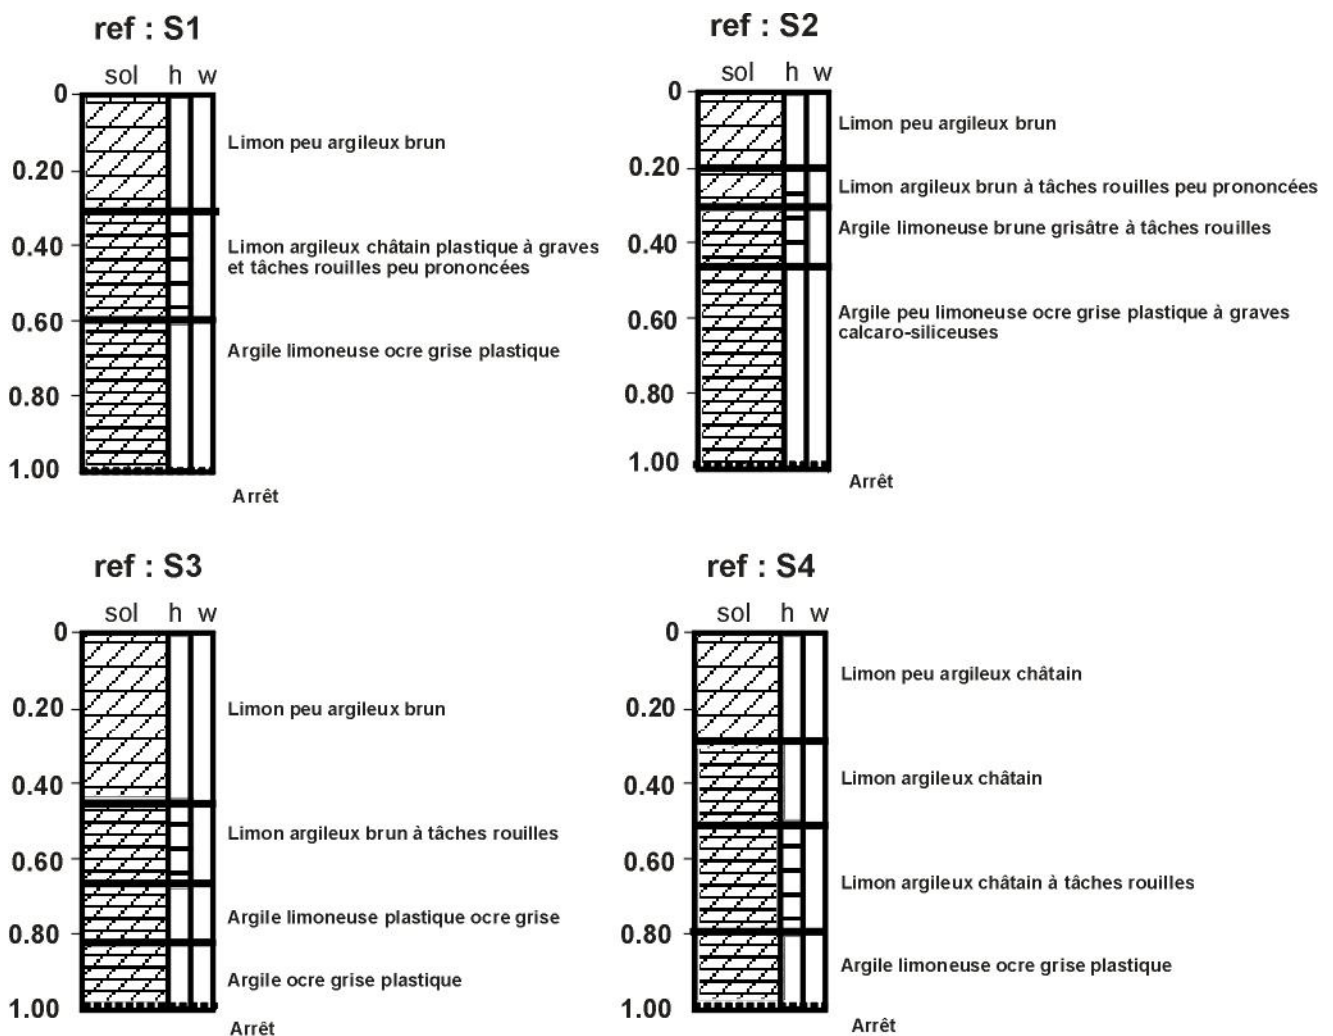 ref : S1
sol h w
0
Limon peu argileux brun
0.20
0.40
Limon argileux châtain plastique à graves
et tâches rouilles peu prononcées
0.60
Argile limoneuse ocre grise plastique
0.80
1.00
Arrêt
ref : S2
sol h w
0
Limon peu argileux brun
0.20
Limon argileux brun à tâches rouilles peu prononcées
Argile limoneuse brune grisâtre à tâches rouilles
0.40
Argile peu limoneuse ocre grise plastique à graves
calcaro-siliceuses
0.60
0.80
1.00
Arrêt
ref : S3
sol h w
0
0.20
Limon peu argileux brun
0.40
Limon argileux brun à tâches rouilles
0.60
Argile limoneuse plastique ocre grise
0.80
Argile ocre grise plastique
1.00
Arrêt
ref : S4
sol h w
0
Limon peu argileux châtain
0.20
0.40
Limon argileux châtain
0.60
Limon argileux châtain à tâches rouilles
0.80
Argile limoneuse ocre grise plastique
1.00
Arrêt